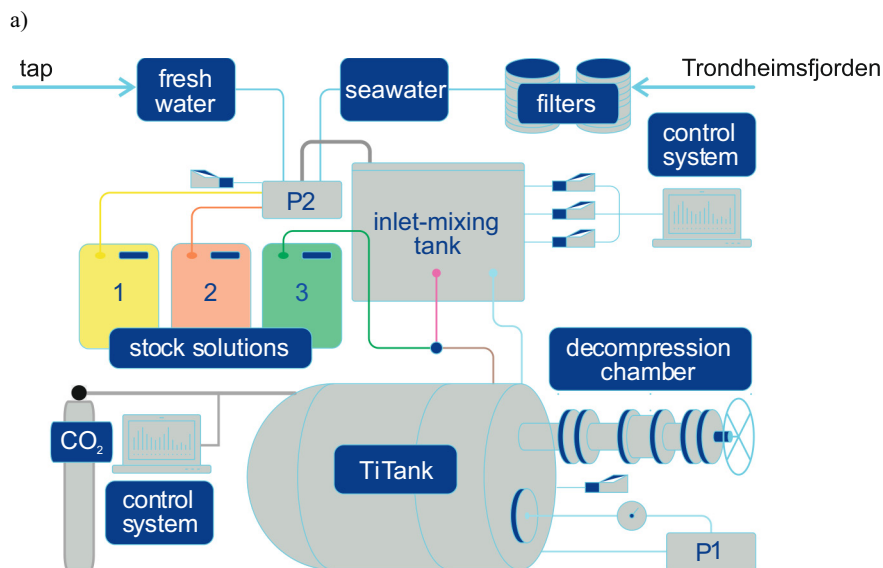 a)
tap
fresh
water
seawater
filters
Trondheimsfjorden
control
system
P2
inlet-mixing
tank
1
2
3
stock solutions
decompression
chamber
CO₂
control
system
TiTank
P1